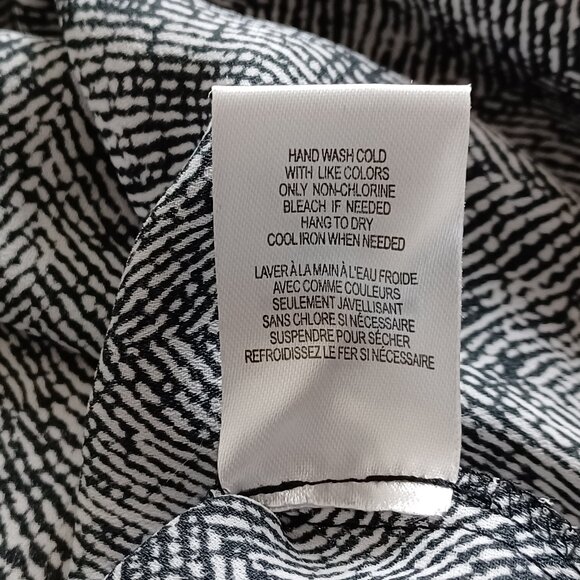 HAND WASH COLD
WITH LIKE COLORS
ONLY NON-CHLORINE
BLEACH IF NEEDED
HANG TO DRY
COOL IRON WHEN NEEDED
LAVER À LA MAIN À L'EAU FROIDE
AVEC COMME COULEURS
SEULEMENT JAVELLISANT
SANS CHLORE SI NÉCESSAIRE
SUSPENDRE POUR SÉCHER
REFROIDISSEZ LE FER SI NÉCESSAIRE